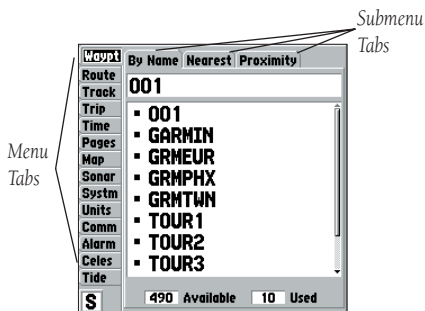 Submenu
Tabs
Menu
Tabs
Waypt
Route
Track
Trip
Time
Pages
Map
Sonar
Systm
Units
Comm
Alarm
Celes
Tide
S
By Name Nearest Proximity
001
001
GARMIN
GRMEUR
GRMPHX
GRMTWN
TOUR1
TOUR2
TOUR3
490 Available 10 Used